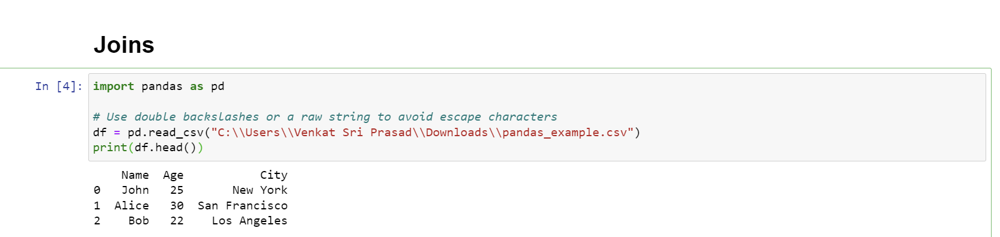 Joins
In [4]: import pandas as pd
# Use double backslashes or a raw string to avoid escape characters
df = pd.read_csv("C:\\Users\\Venkat Sri Prasad\\Downloads\\pandas_example.csv")
print(df.head())
Name Age City
0 John 25 New York
1 Alice 30 San Francisco
2 Bob 22 Los Angeles